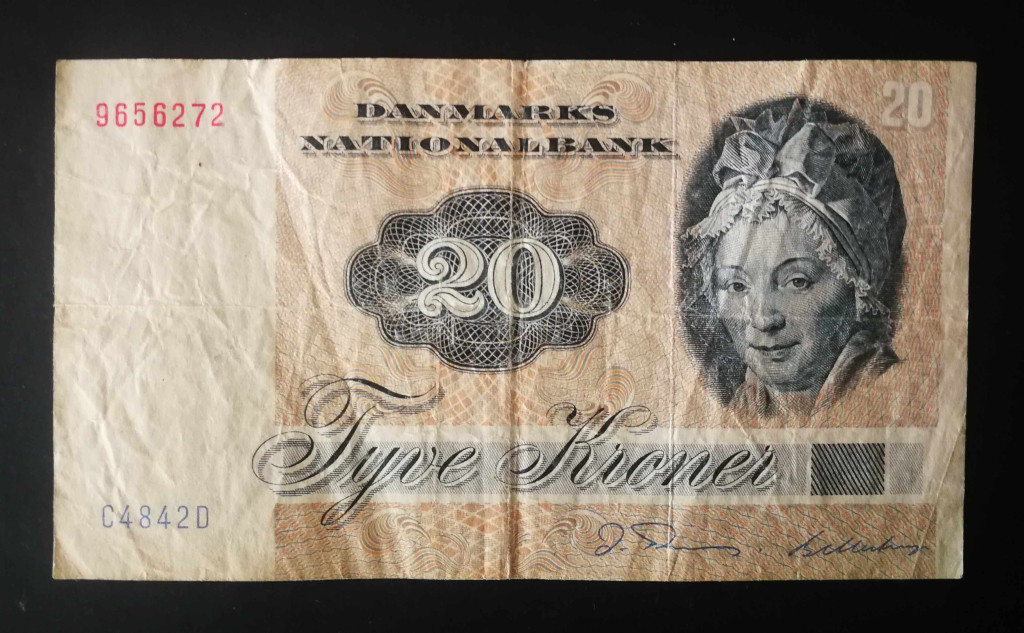 9656272
DANMARKS
NATIONALBANK
20
20
Tyve Kroner
C4842D